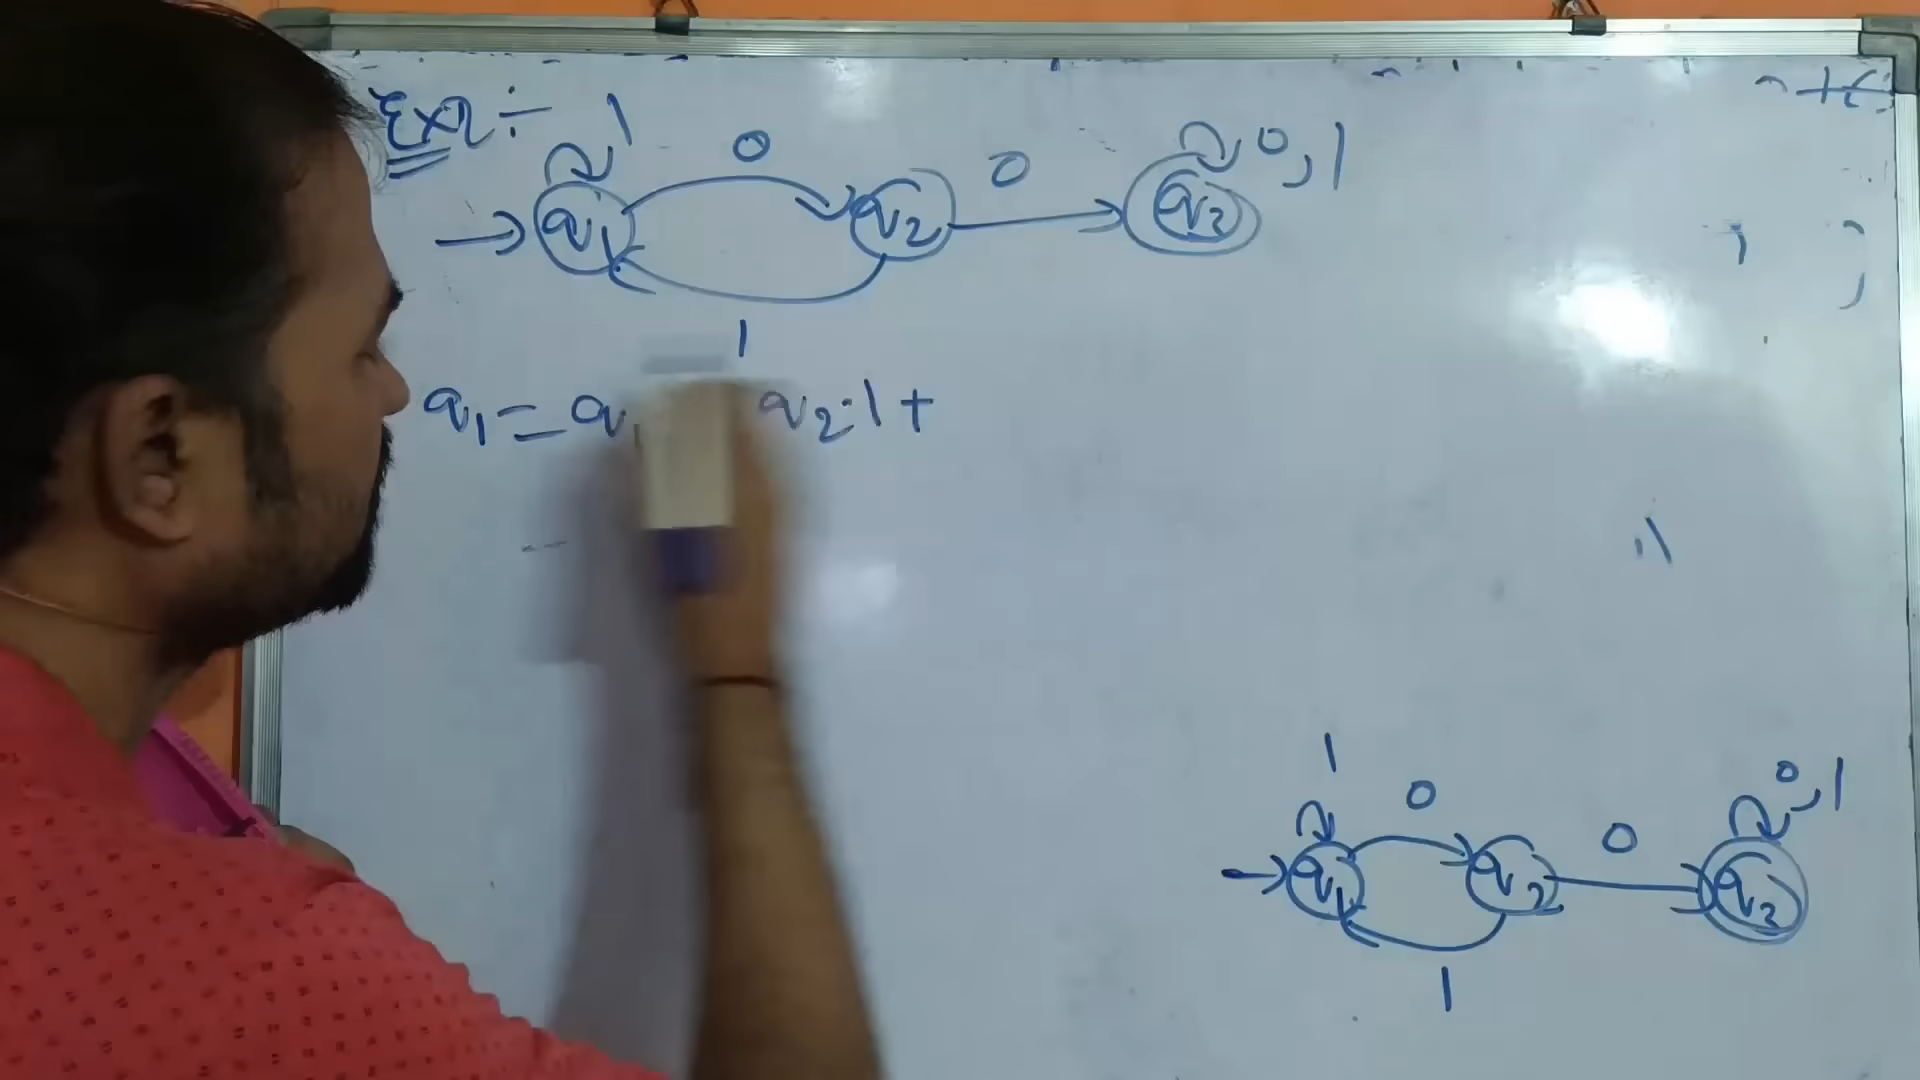 Ex2:-
1 0 0 0,1
q1 q2 q3
1
q1 = q q2.1 +
1 0 0 0,1
q1 q2 q3
1